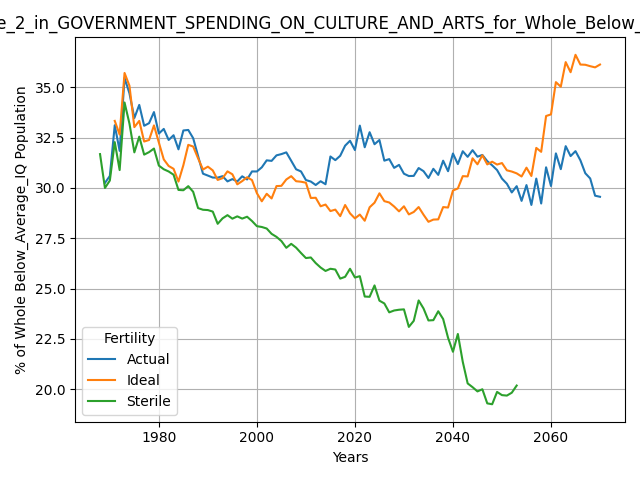 e_2_in_GOVERNMENT_SPENDING_ON_CULTURE_AND_ARTS_for_Whole_Below_
% of Whole Below_Average_IQ Population
35.0
32.5
30.0
27.5
25.0
22.5
20.0
Fertility
Actual
Ideal
Sterile
1980
2000
2020
2040
2060
Years